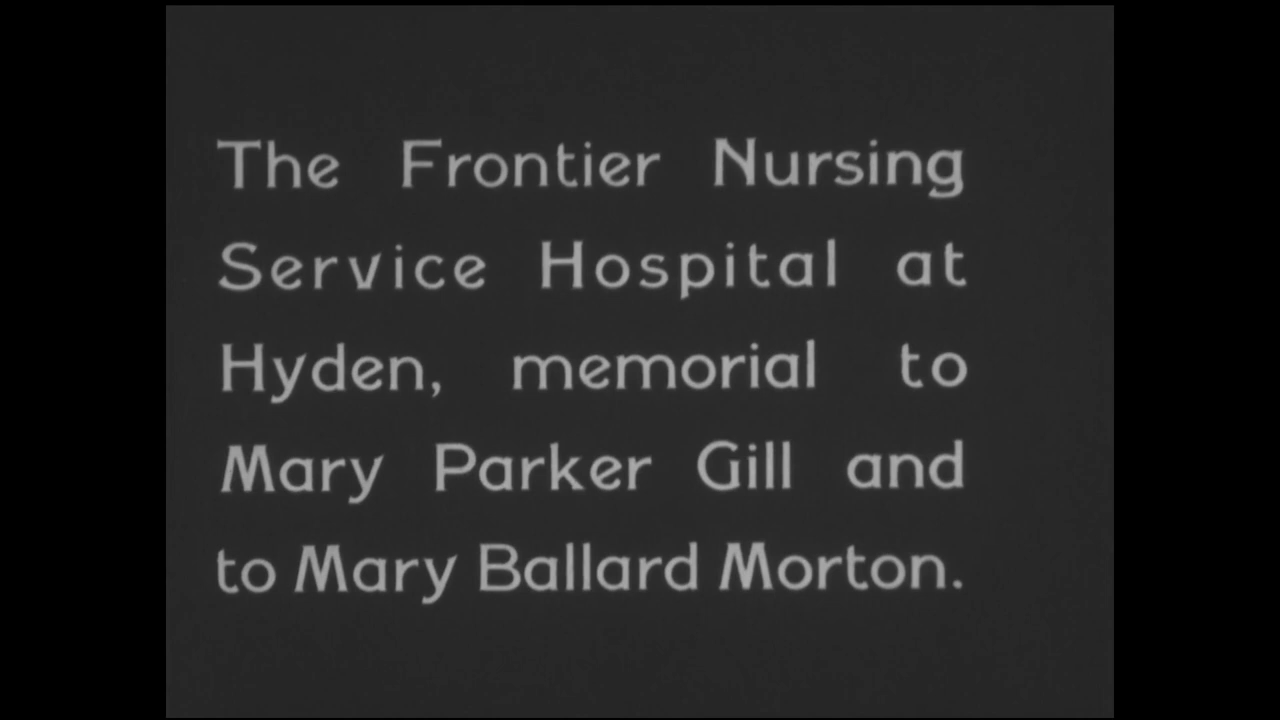 The Frontier Nursing
Service Hospital at
Hyden, memorial to
Mary Parker Gill and
to Mary Ballard Morton.